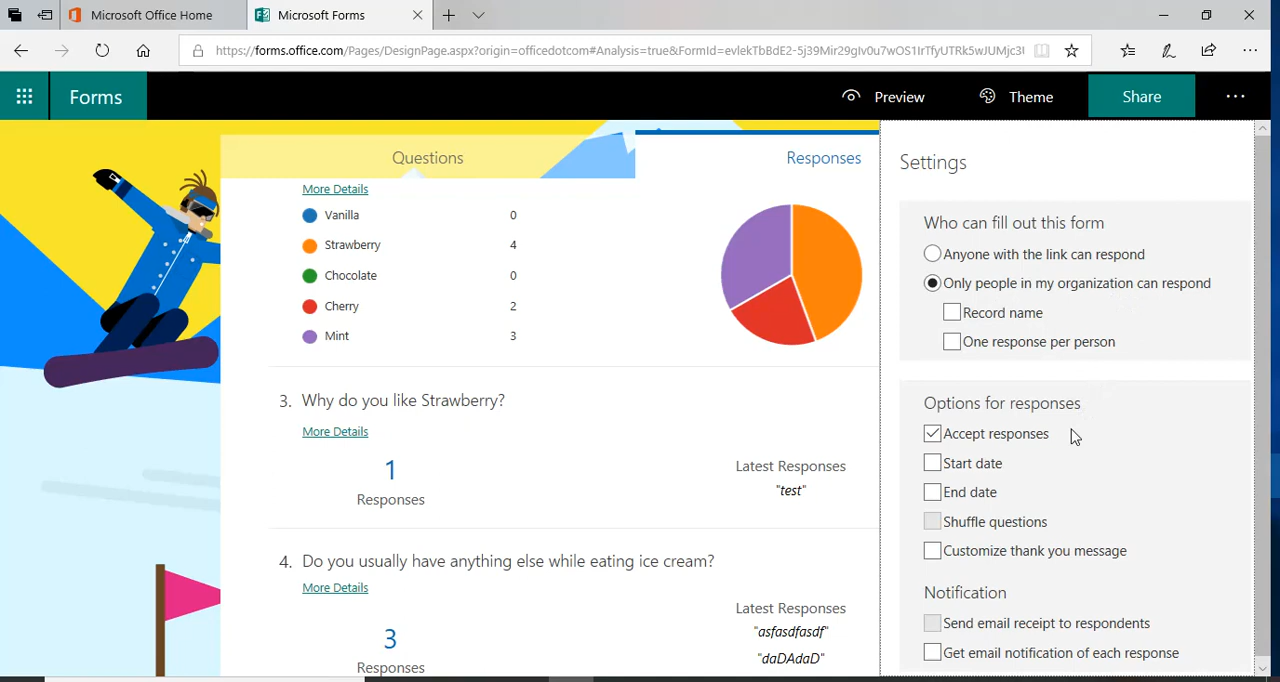 Microsoft Office Home
Microsoft Forms
https://forms.office.com/Pages/DesignPage.aspx?origin=officedotcom#Analysis=true&FormId=evlekTbBdE2-5j39Mir29gIv0u7wOS1IrTfyUTRk5wJUMjc3U
Forms
Preview
Theme
Share
Questions
Responses
More Details
Vanilla 0
Strawberry 4
Chocolate 0
Cherry 2
Mint 3
3. Why do you like Strawberry?
More Details
1
Responses
Latest Responses
"test"
4. Do you usually have anything else while eating ice cream?
More Details
3
Responses
Latest Responses
"asfasdfasdf"
"daDAdaD"
Settings
Who can fill out this form
Anyone with the link can respond
Only people in my organization can respond
Record name
One response per person
Options for responses
Accept responses
Start date
End date
Shuffle questions
Customize thank you message
Notification
Send email receipt to respondents
Get email notification of each response